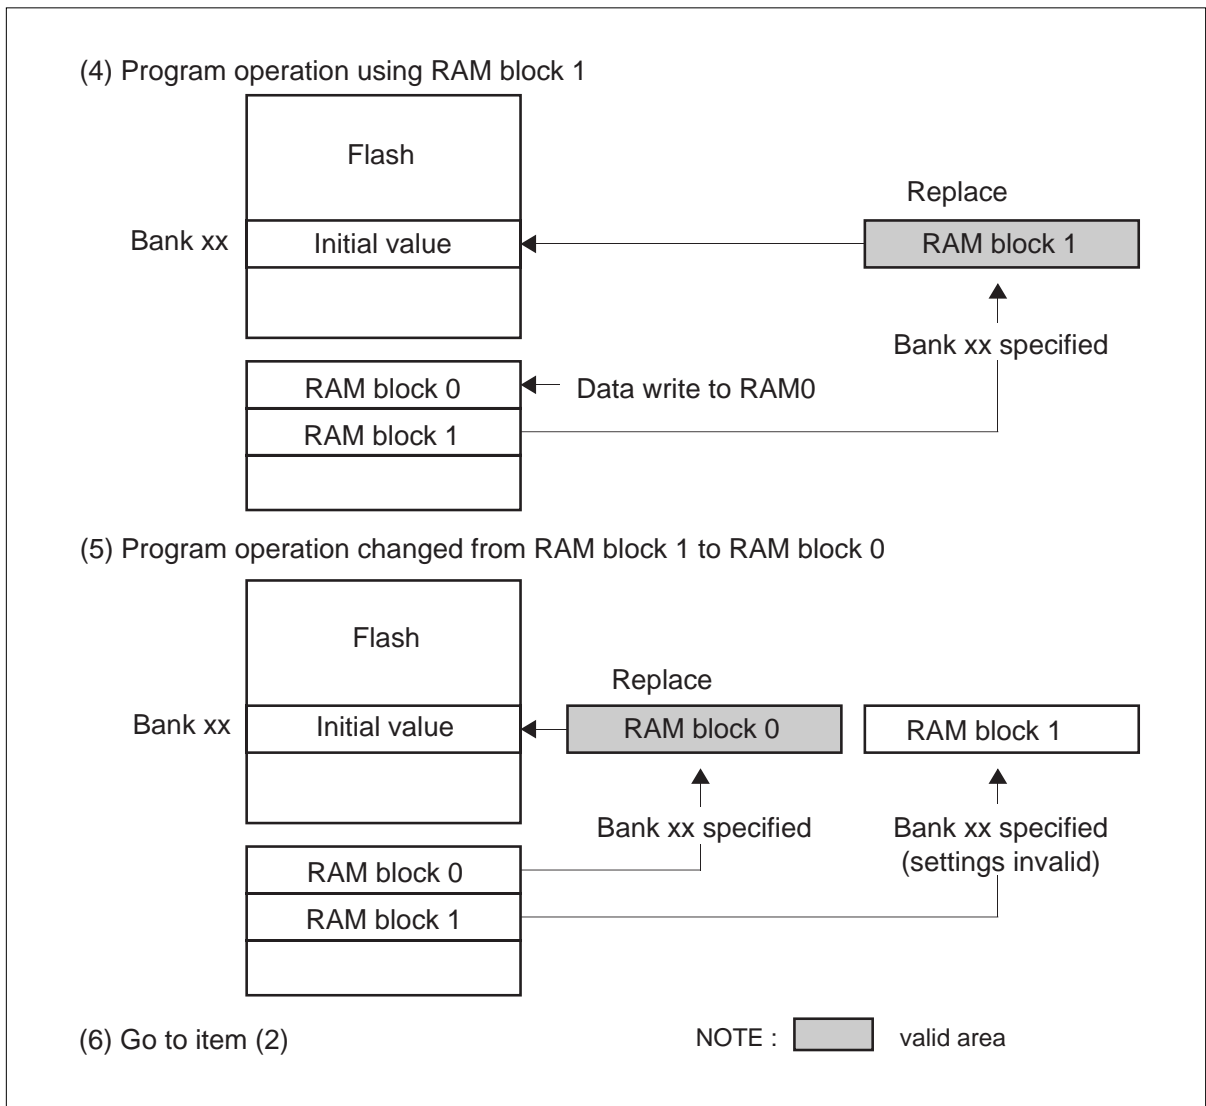 (4) Program operation using RAM block 1
Flash
Replace
Bank xx
Initial value
RAM block 1
Bank xx specified
RAM block 0
Data write to RAM0
RAM block 1
(5) Program operation changed from RAM block 1 to RAM block 0
Flash
Replace
Bank xx
Initial value
RAM block 0
RAM block 1
Bank xx specified
Bank xx specified
(settings invalid)
RAM block 0
RAM block 1
(6) Go to item (2)
NOTE :
valid area